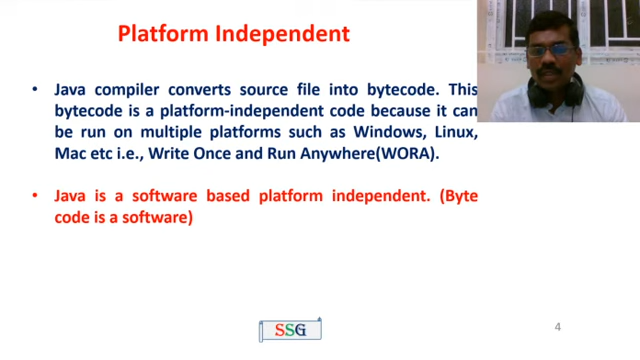 Platform Independent
• Java compiler converts source file into bytecode. This
bytecode is a platform-independent code because it can
be run on multiple platforms such as Windows, Linux,
Mac etc i.e., Write Once and Run Anywhere(WORA).
• Java is a software based platform independent. (Byte
code is a software)
SSG
4